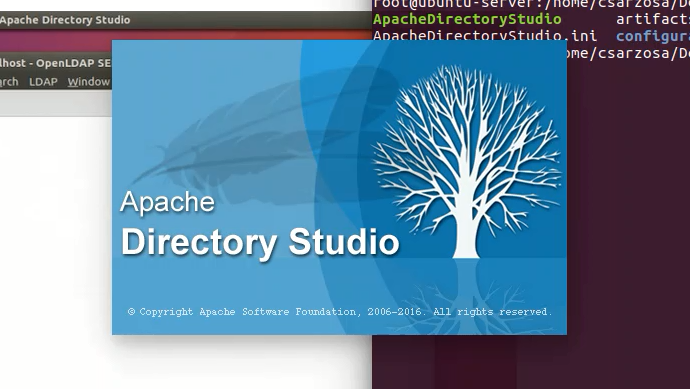 Apache Directory Studio
lhost - OpenLDAP SE
arch LDAP Window
root@ubuntu-server:/home/csarzosa/De
ApacheDirectoryStudio artifacts
ApacheDirectoryStudio.ini configura
ome/csarzosa/De
Apache
Directory Studio
© Copyright Apache Software Foundation, 2006-2016. All rights reserved.